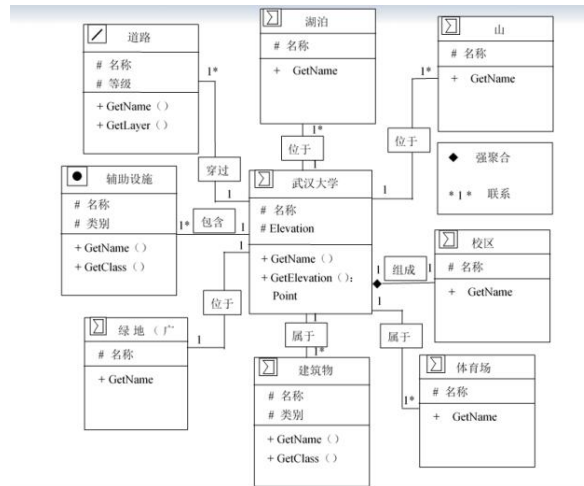 道路
# 名称
# 等级
+ GetName（）
+ GetLayer（）
湖泊
# 名称
+ GetName
山
# 名称
+ GetName
1*
1*
1*
位于
位于
穿过
强聚合
* 1 * 联系
辅助设施
# 名称
# 类别
+ GetName（）
+ GetClass（）
1*
包含
1
1
1
1
1
武汉大学
# 名称
# Elevation
+ GetName（）
+ GetElevation（）：
Point
1
组成
1
校区
# 名称
+ GetName
位于
1
1
1
属于
属于
1*
1*
绿 地（广
# 名称
+ GetName
建筑物
# 名称
# 类别
+ GetName（）
+ GetClass（）
体育场
# 名称
+ GetName